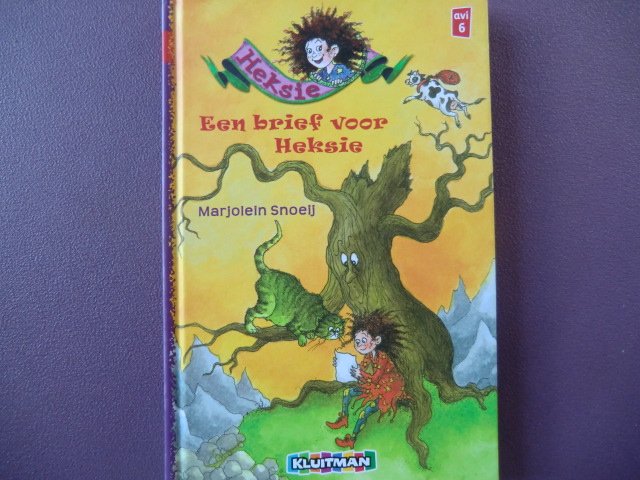 Heksie
avi
6
Een brief voor
Heksie
Marjolein Snoeij
KLUITMAN